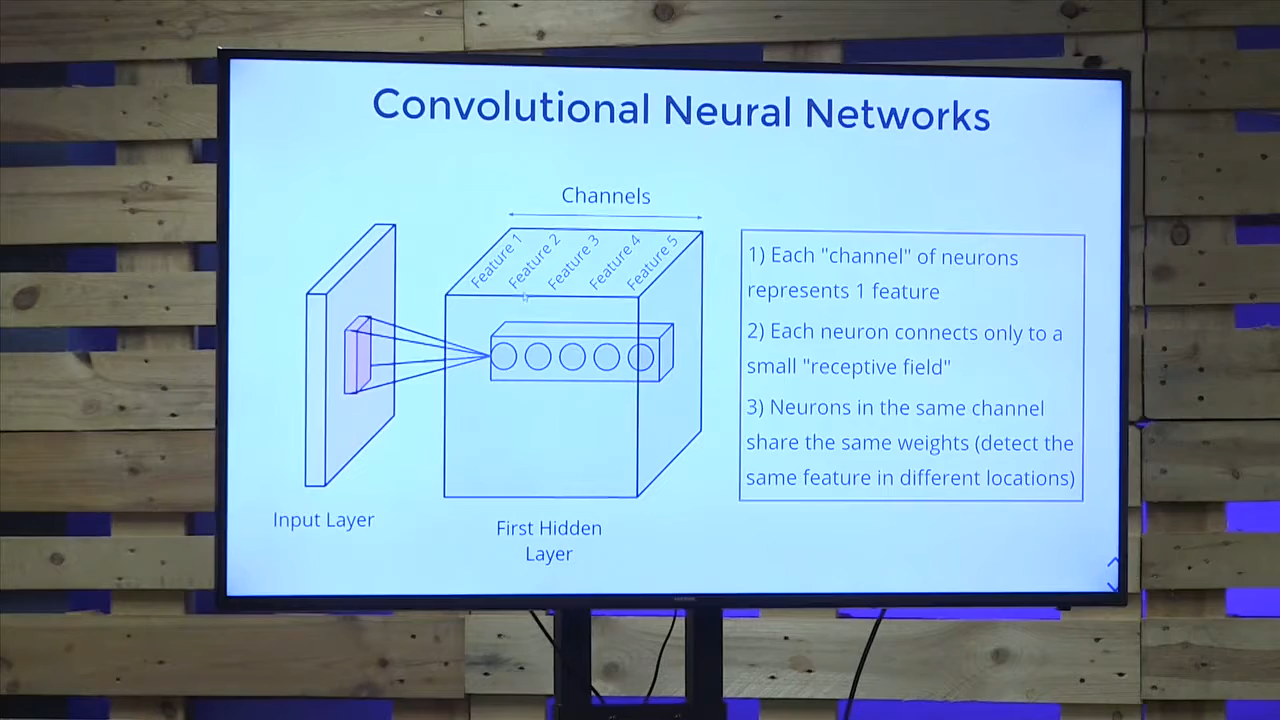 Convolutional Neural Networks
Channels
Feature 1
Feature 2
Feature 3
Feature 4
Feature 5
Input Layer
First Hidden
Layer
1) Each "channel" of neurons
represents 1 feature
2) Each neuron connects only to a
small "receptive field"
3) Neurons in the same channel
share the same weights (detect the
same feature in different locations)